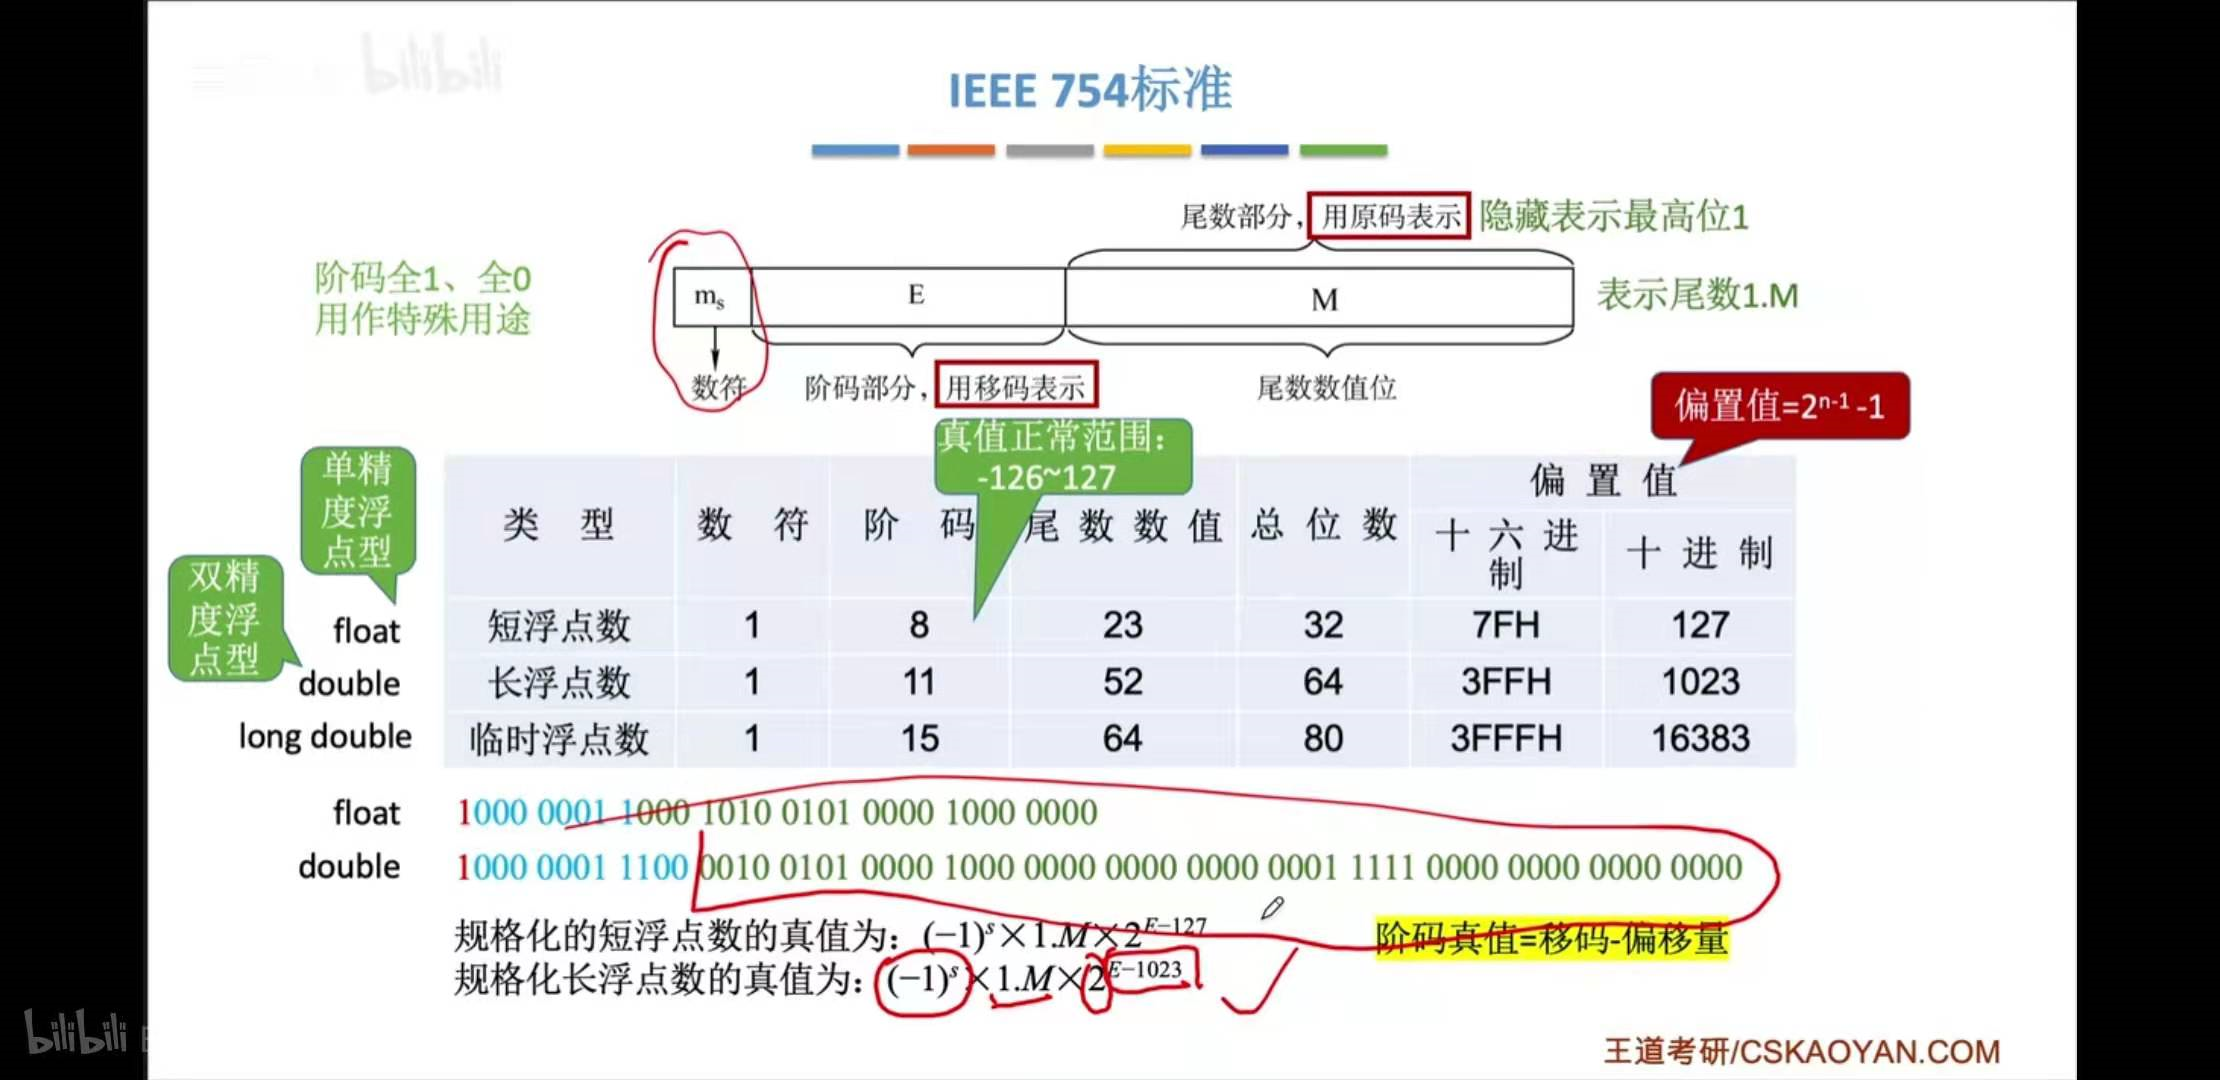 bilibili
IEEE 754标准
尾数部分，用原码表示 隐藏表示最高位1
阶码全1、全0
用作特殊用途
mₛ E M
表示尾数1.M
数符 阶码部分，用移码表示 尾数数值位
偏置值=2ⁿ⁻¹ -1
真值正常范围：
-126~127
单精
度浮
点型
双精
度浮
点型
类 型 数 符 阶 码 尾数数值 总位数 偏置值
十六进制 十进制
float 短浮点数 1 8 23 32 7FH 127
double 长浮点数 1 11 52 64 3FFH 1023
long double 临时浮点数 1 15 64 80 3FFFH 16383
float 1000 0001 1000 1010 0101 0000 1000 0000
double 1000 0001 1100 0010 0101 0000 1000 0000 0000 0000 0001 1111 0000 0000 0000 0000
规格化的短浮点数的真值为：(−1)ˢ×1.M×2^(E−127) 阶码真值=移码-偏移量
规格化长浮点数的真值为：(−1)ˢ×1.M×2^(E−1023)
bilibili
王道考研/CSKAOYAN.COM